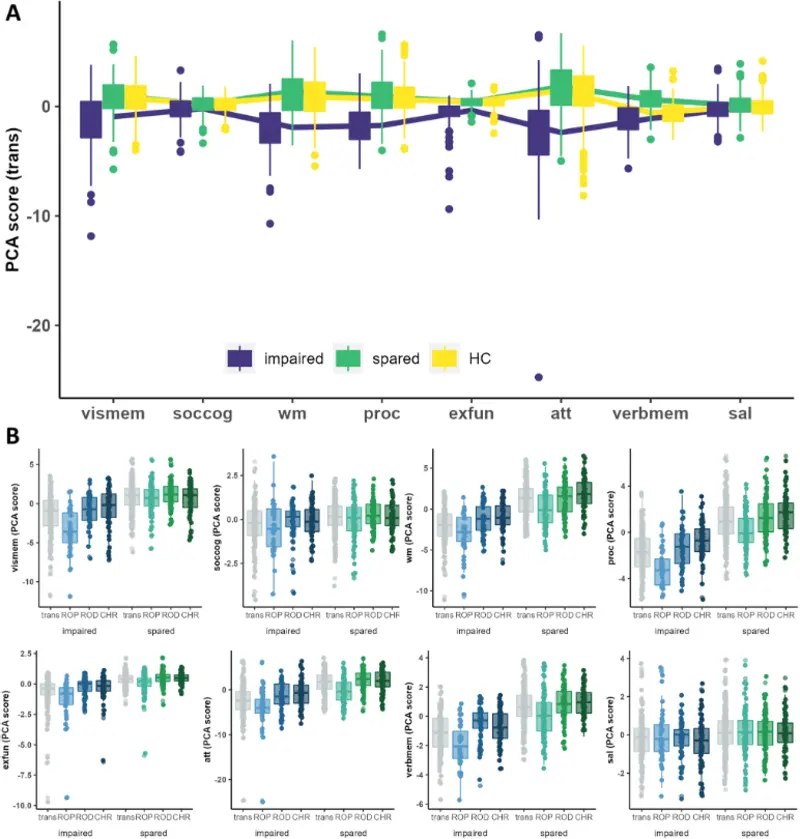 A
PCA score (trans)
0
-10
-20
impaired spared HC
vismem soccog wm proc exfun att verbmem sal
B
vismem (PCA score)
5
0
-5
-10
trans ROP ROD CHR trans ROP ROD CHR
impaired spared
soccog (PCA score)
2.5
0.0
-2.5
trans ROP ROD CHR trans ROP ROD CHR
impaired spared
wm (PCA score)
5
0
-5
-10
trans ROP ROD CHR trans ROP ROD CHR
impaired spared
proc (PCA score)
4
0
-4
trans ROP ROD CHR trans ROP ROD CHR
impaired spared
exfun (PCA score)
2.5
0.0
-2.5
-5.0
-7.5
-10.0
trans ROP ROD CHR trans ROP ROD CHR
impaired spared
att (PCA score)
0
-10
-20
trans ROP ROD CHR trans ROP ROD CHR
impaired spared
verbmem (PCA score)
4
2
0
-2
-4
-6
trans ROP ROD CHR trans ROP ROD CHR
impaired spared
sal (PCA score)
4
2
0
-2
trans ROP ROD CHR trans ROP ROD CHR
impaired spared